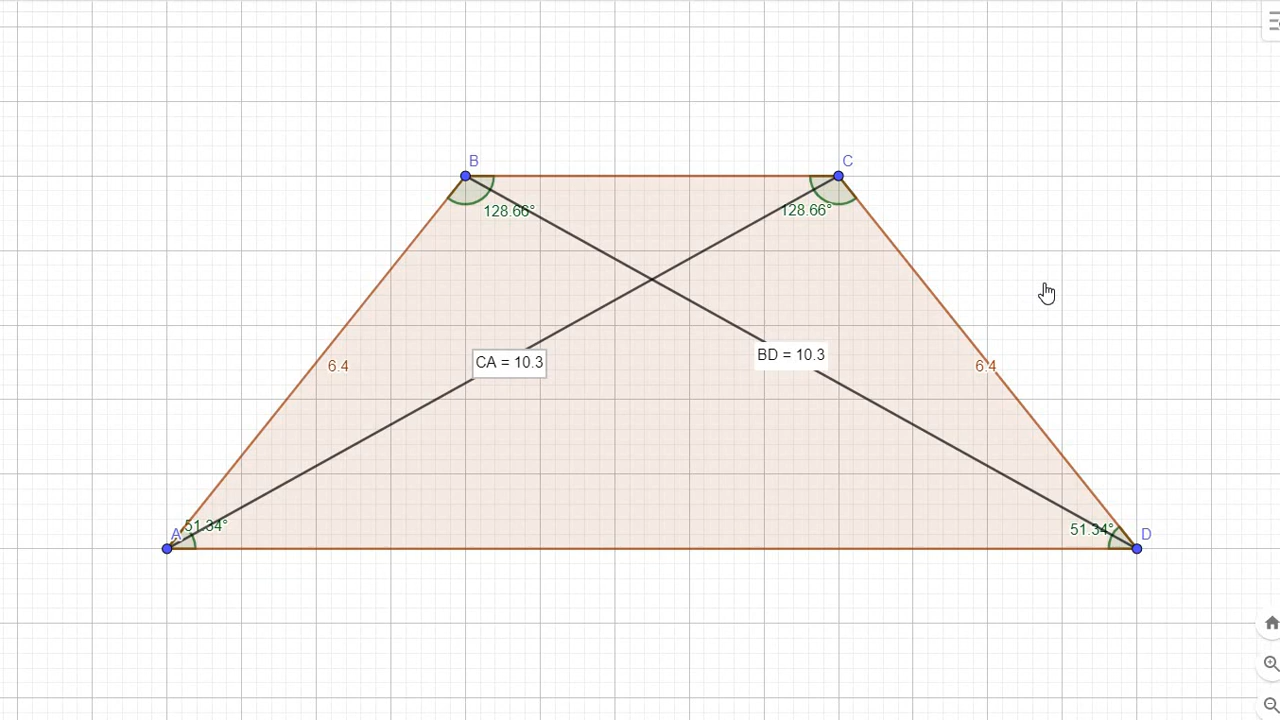 B
C
128.66°
128.66°
CA = 10.3
BD = 10.3
6.4
6.4
A
51.34°
51.34°
D